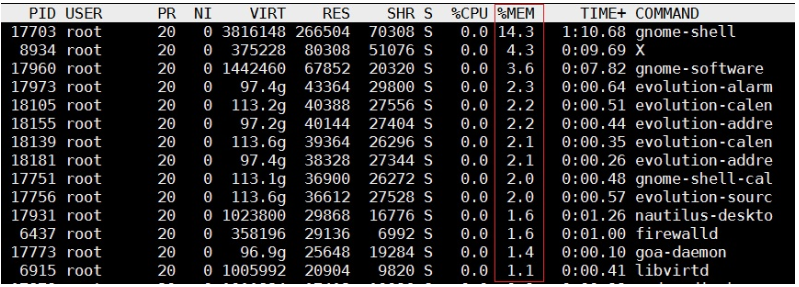 PID USER PR NI VIRT RES SHR S %CPU %MEM TIME+ COMMAND
17703 root 20 0 3816148 266504 70308 S 0.0 14.3 1:10.68 gnome-shell
8934 root 20 0 375228 80308 51076 S 0.0 4.3 0:09.69 X
17960 root 20 0 1442460 67852 20320 S 0.0 3.6 0:07.82 gnome-software
17973 root 20 0 97.4g 43364 29800 S 0.0 2.3 0:00.64 evolution-alarm
18105 root 20 0 113.2g 40388 27556 S 0.0 2.2 0:00.51 evolution-calen
18155 root 20 0 97.2g 40144 27404 S 0.0 2.2 0:00.44 evolution-addre
18139 root 20 0 113.6g 39364 26296 S 0.0 2.1 0:00.35 evolution-calen
18181 root 20 0 97.4g 38328 27344 S 0.0 2.1 0:00.26 evolution-addre
17751 root 20 0 113.1g 36900 26272 S 0.0 2.0 0:00.48 gnome-shell-cal
17756 root 20 0 113.6g 36612 27528 S 0.0 2.0 0:00.57 evolution-sourc
17931 root 20 0 1023800 29868 16776 S 0.0 1.6 0:01.26 nautilus-deskto
6437 root 20 0 358196 29136 6992 S 0.0 1.6 0:01.00 firewalld
17773 root 20 0 96.9g 25648 19284 S 0.0 1.4 0:00.10 goa-daemon
6915 root 20 0 1005992 20904 9820 S 0.0 1.1 0:00.41 libvirtd